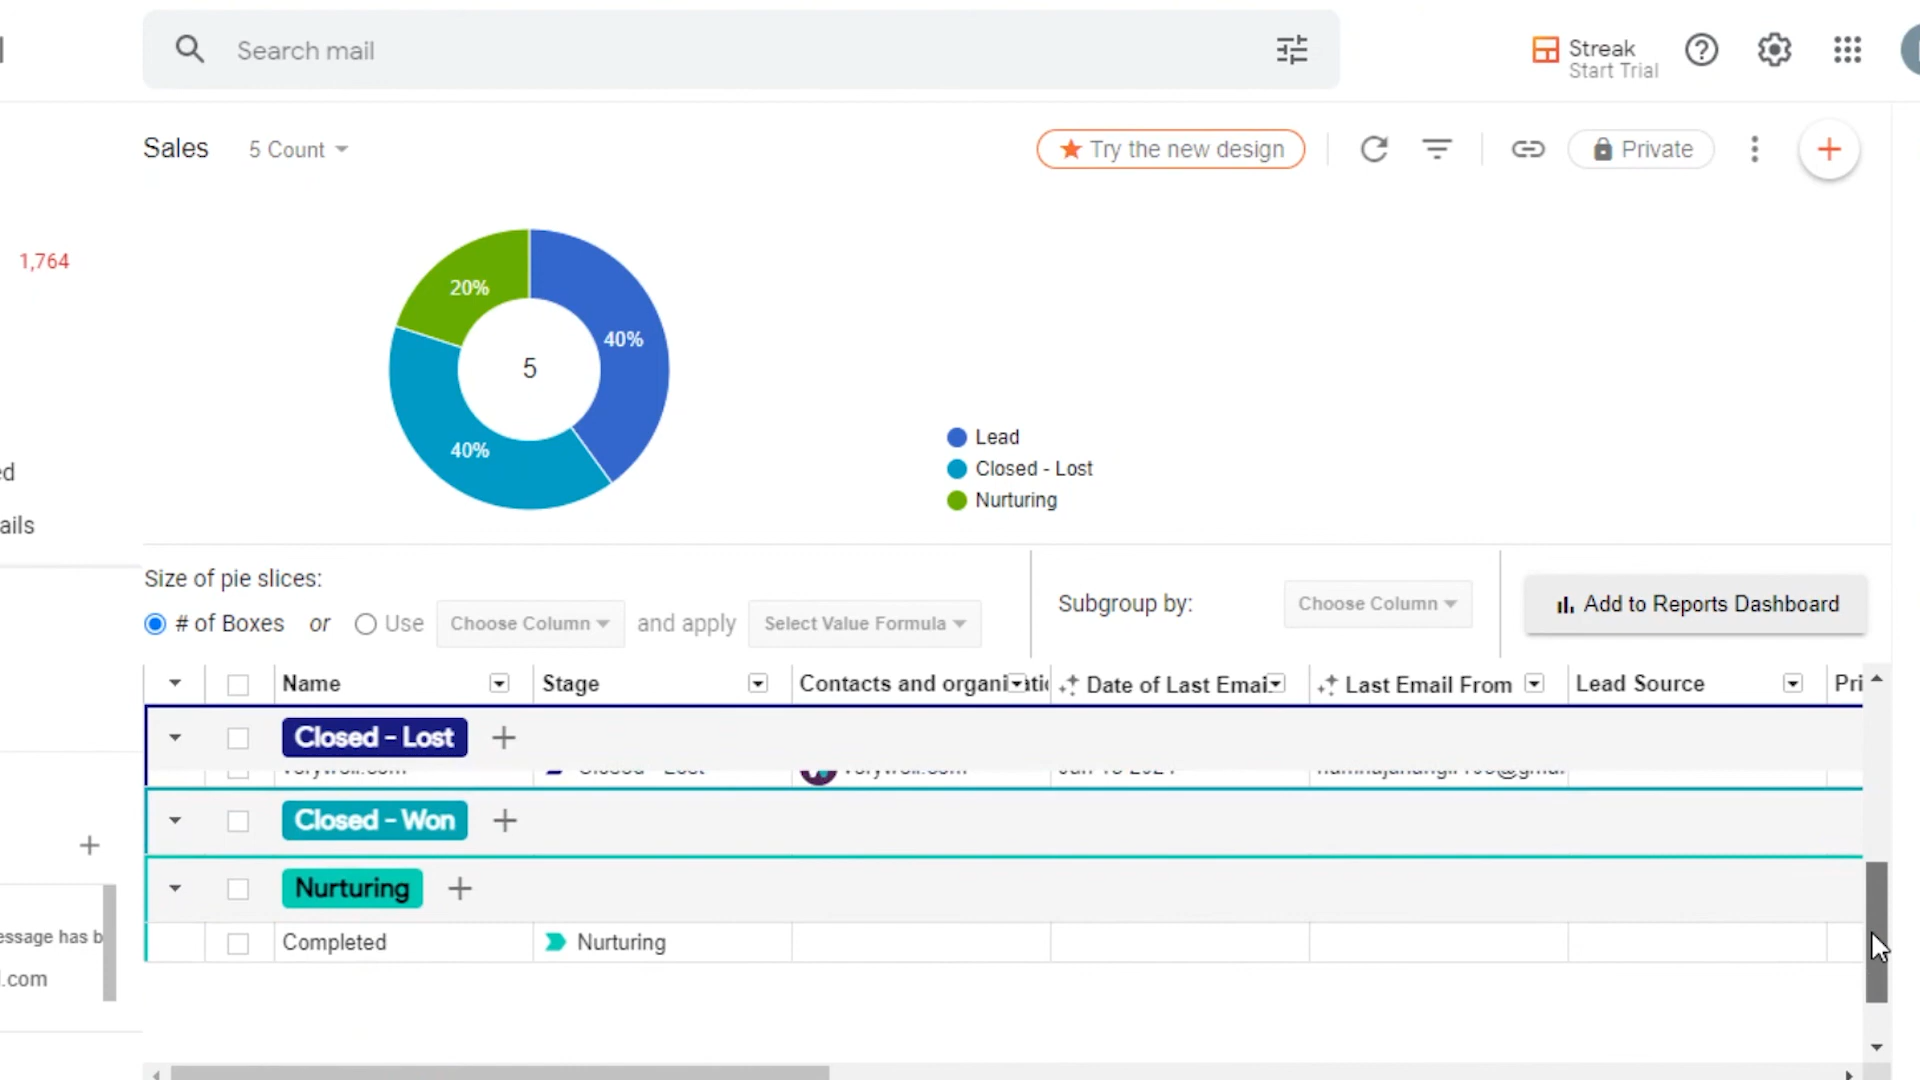 Search mail
Streak
Start Trial
Sales
5 Count
Try the new design
Private
1,764
20%
40%
5
40%
Lead
Closed - Lost
Nurturing
ed
ails
Size of pie slices:
# of Boxes or Use Choose Column and apply Select Value Formula
Subgroup by: Choose Column
Add to Reports Dashboard
Name Stage Contacts and organizatio Date of Last Emai Last Email From Lead Source Pri
Closed - Lost
Closed - Won
Nurturing
Completed Nurturing
essage has b
l.com